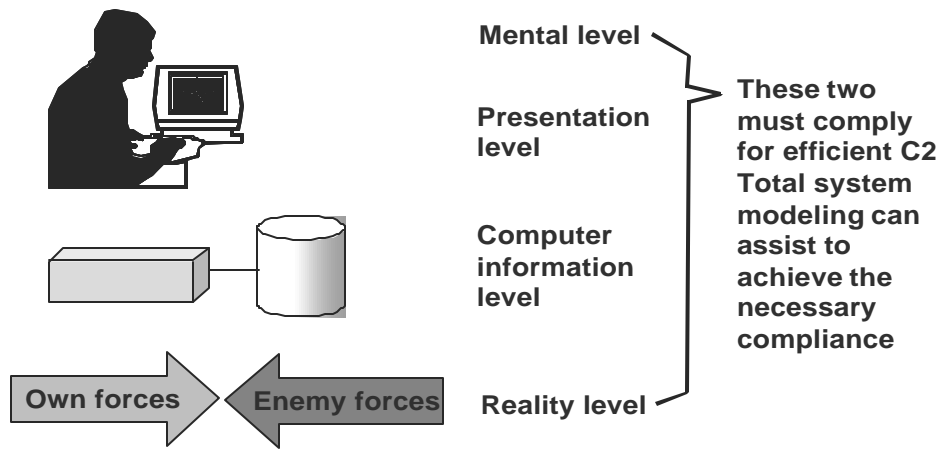 Mental level
Presentation
level
Computer
information
level
Own forces
Enemy forces
Reality level
These two
must comply
for efficient C2
Total system
modeling can
assist to
achieve the
necessary
compliance